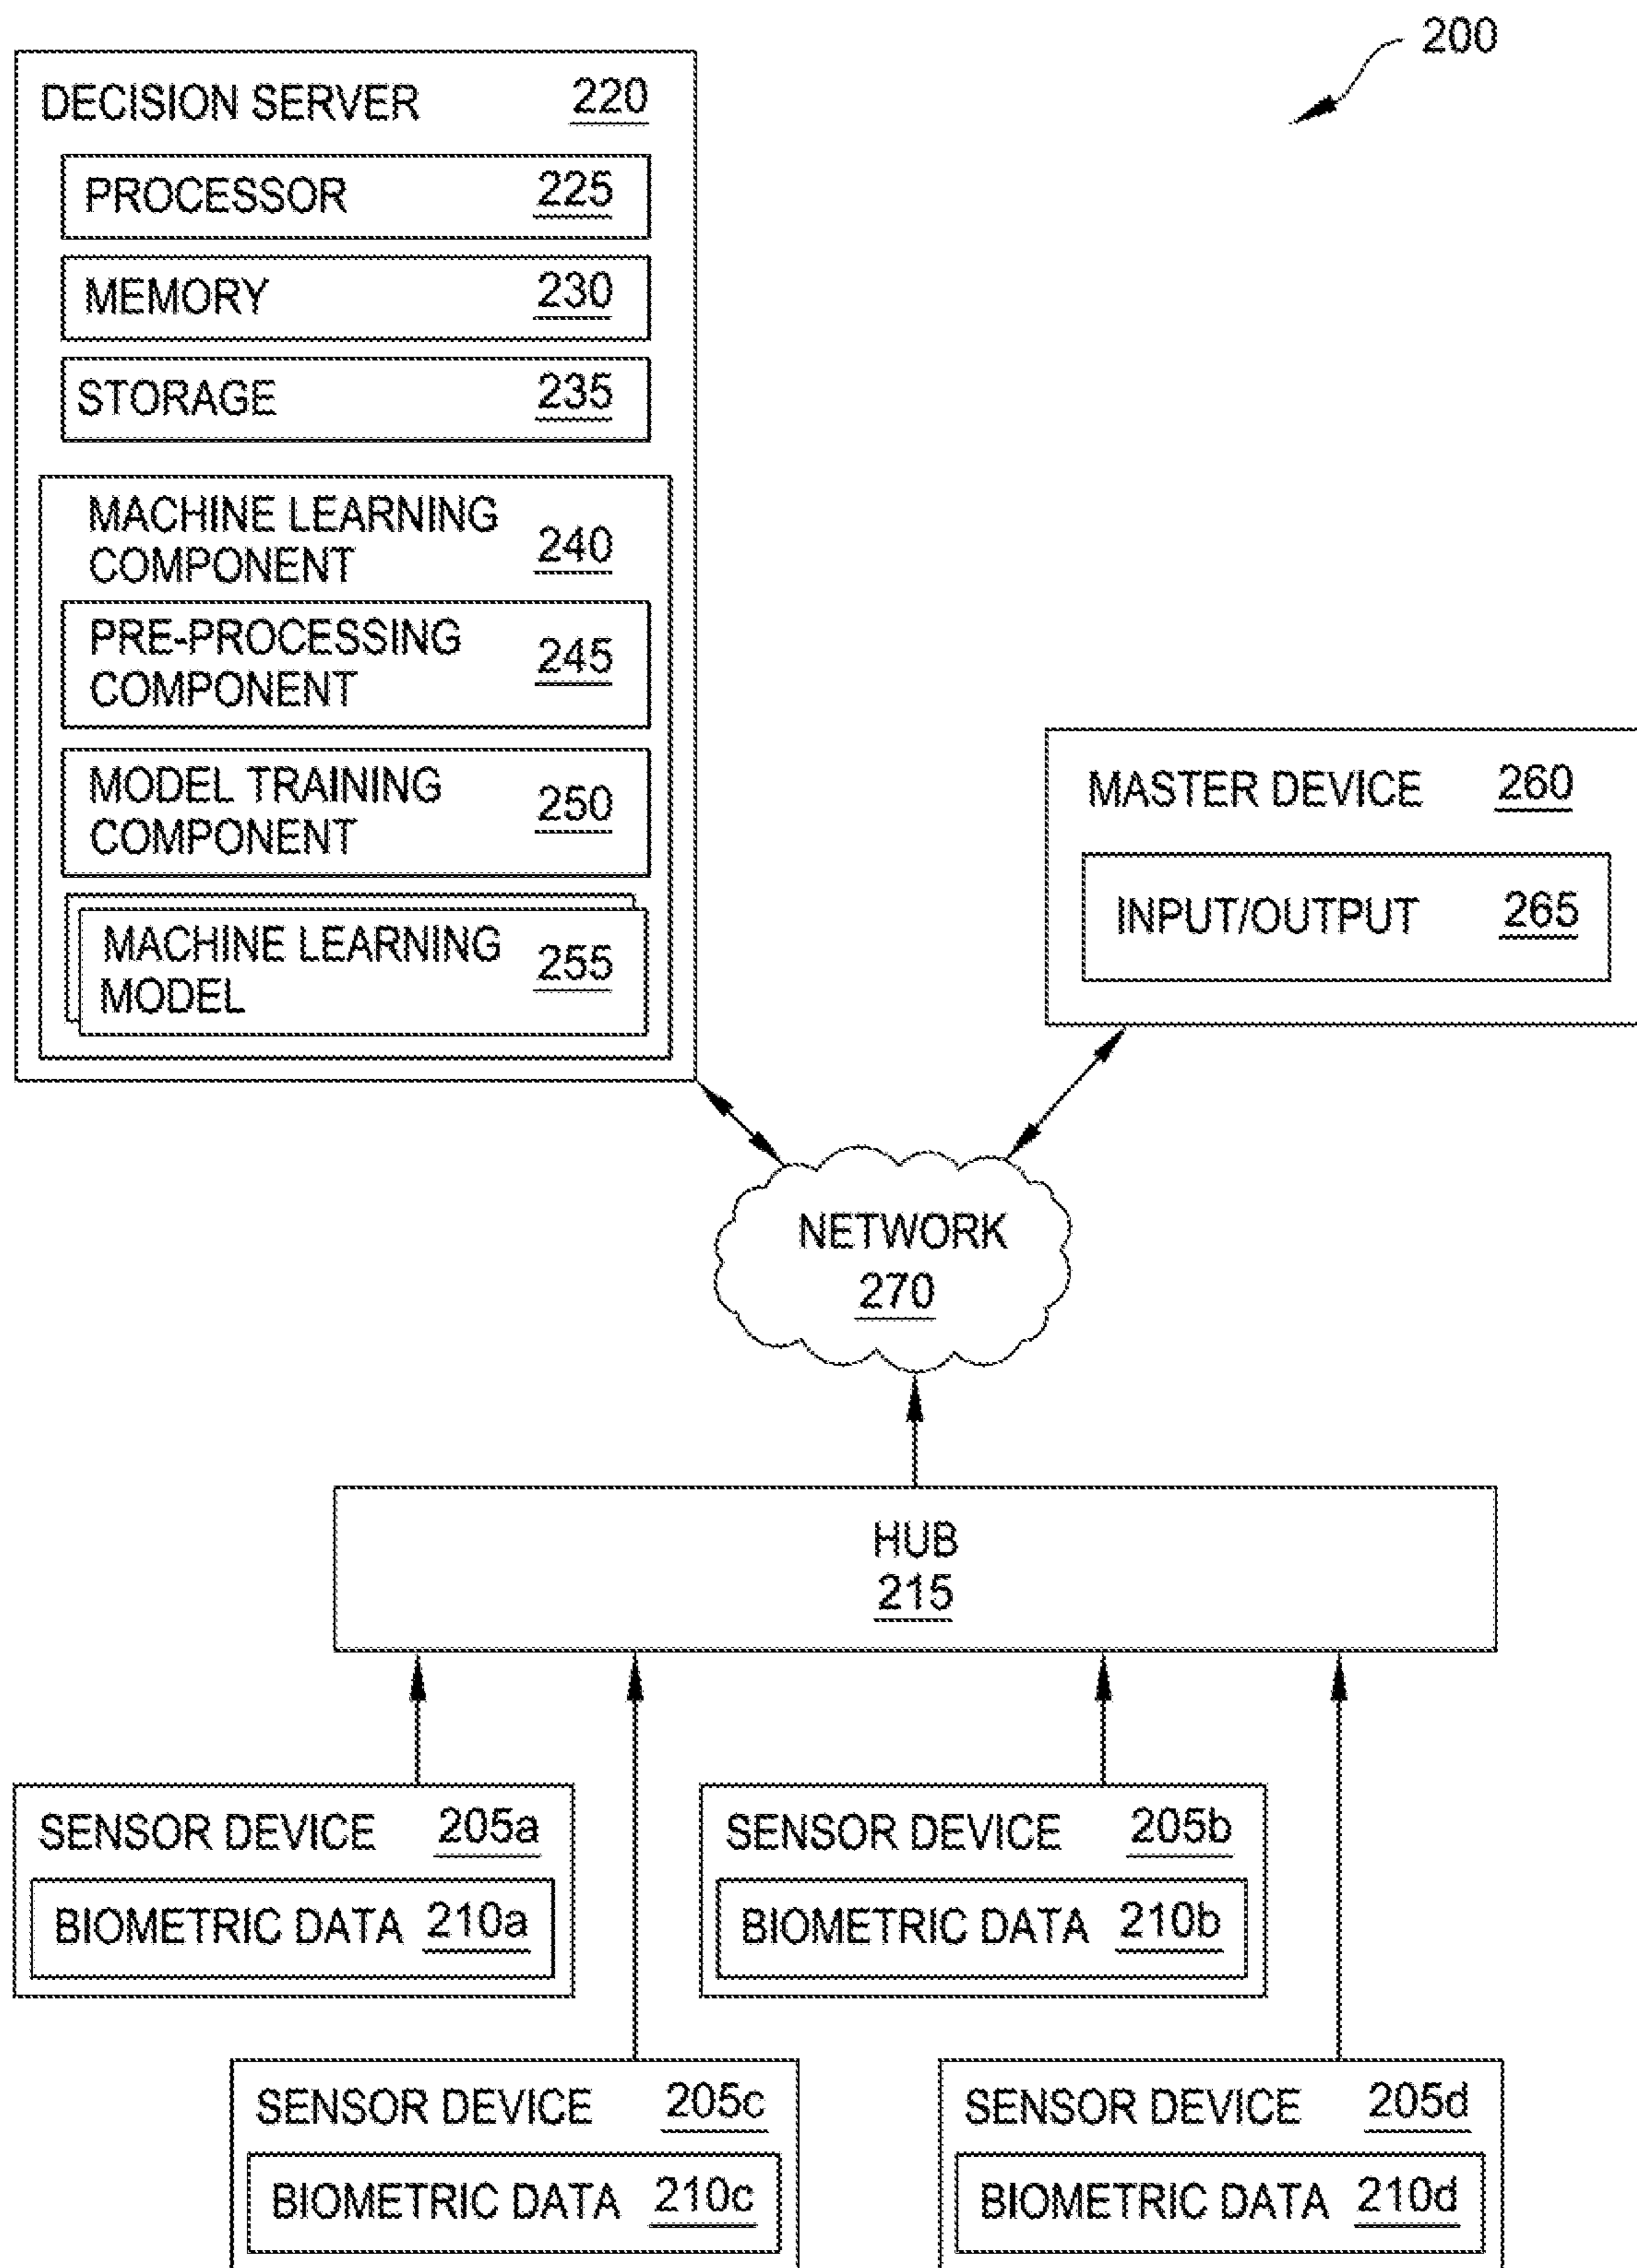 200
DECISION SERVER 220
PROCESSOR 225
MEMORY 230
STORAGE 235
MACHINE LEARNING
COMPONENT 240
PRE-PROCESSING
COMPONENT 245
MODEL TRAINING
COMPONENT 250
MACHINE LEARNING
MODEL 255
MASTER DEVICE 260
INPUT/OUTPUT 265
NETWORK
270
HUB
215
SENSOR DEVICE 205a
BIOMETRIC DATA 210a
SENSOR DEVICE 205b
BIOMETRIC DATA 210b
SENSOR DEVICE 205c
BIOMETRIC DATA 210c
SENSOR DEVICE 205d
BIOMETRIC DATA 210d